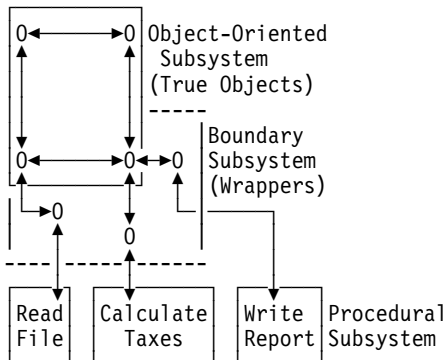 O O Object-Oriented
Subsystem
(True Objects)
Boundary
O O O Subsystem
(Wrappers)
O
O
Read Calculate Write Procedural
File Taxes Report Subsystem